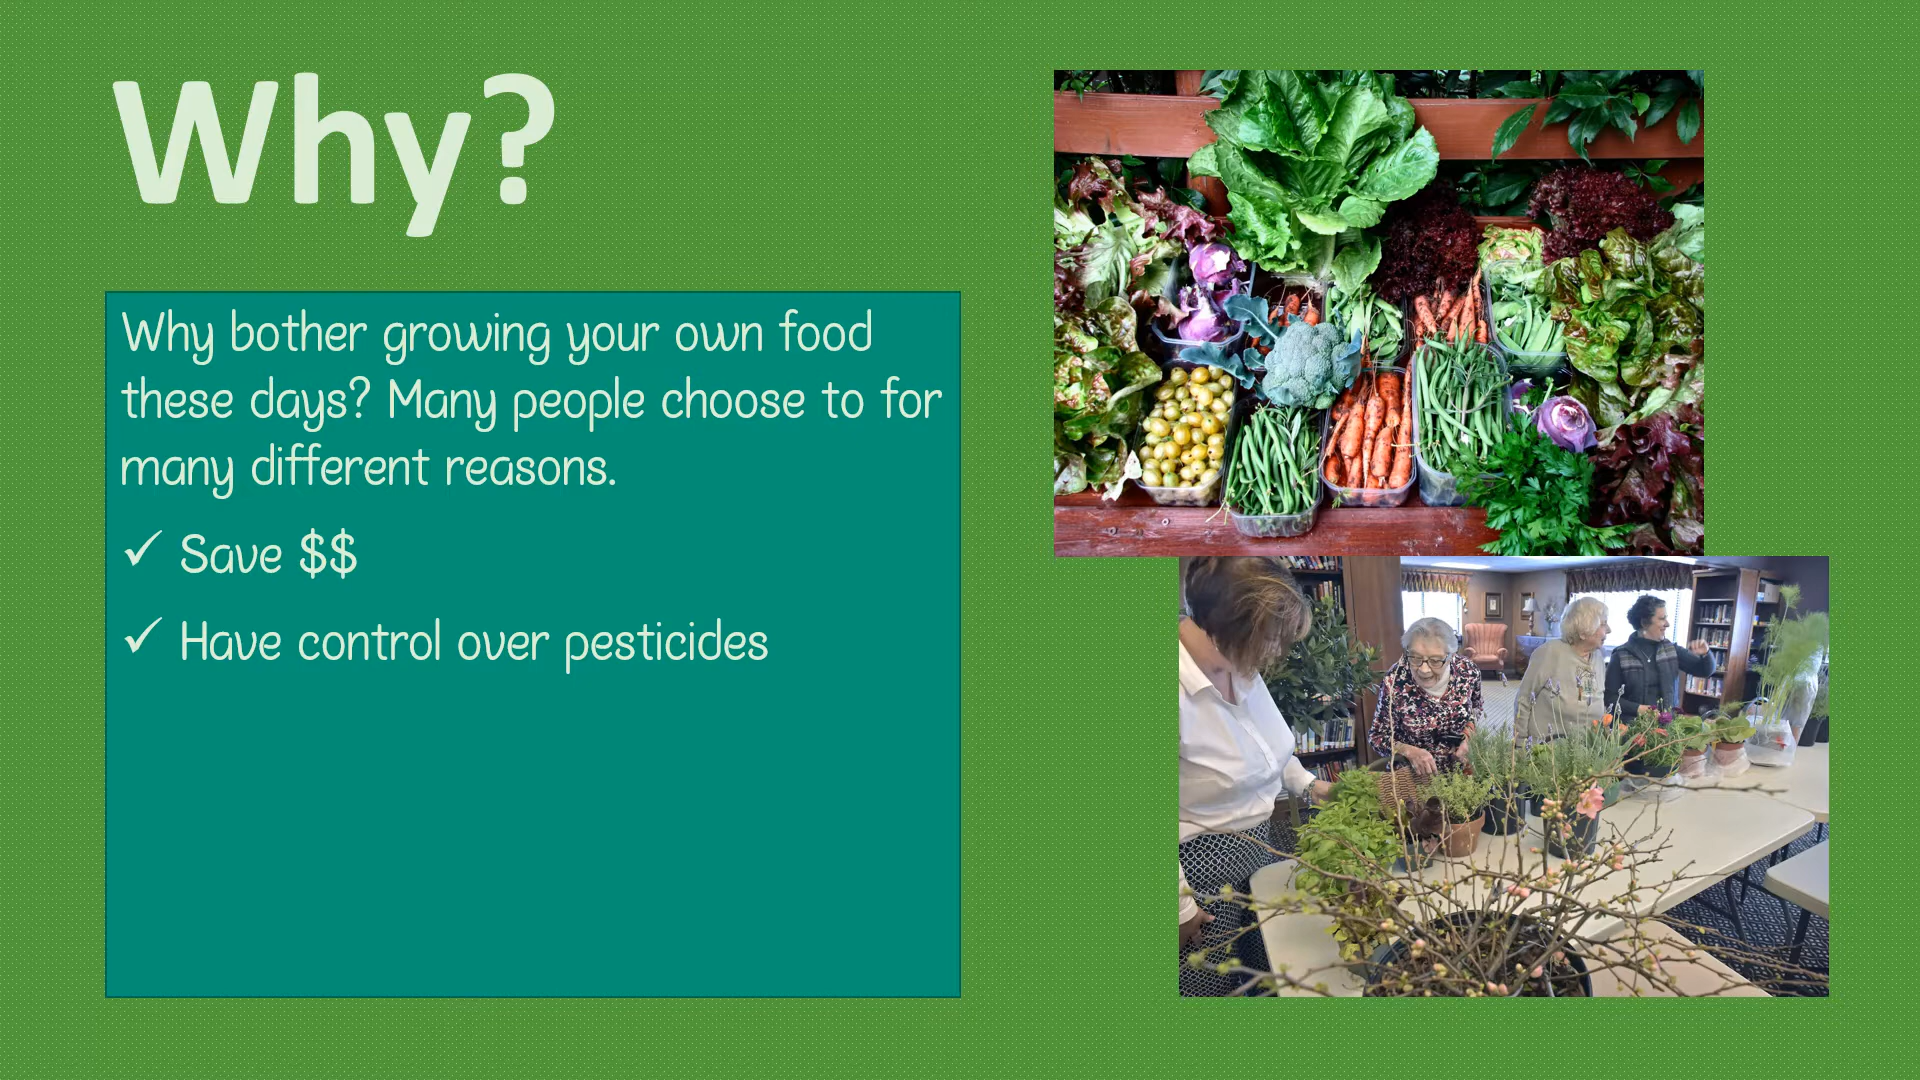 Why?
Why bother growing your own food
these days? Many people choose to for
many different reasons.
✓ Save $$
✓ Have control over pesticides